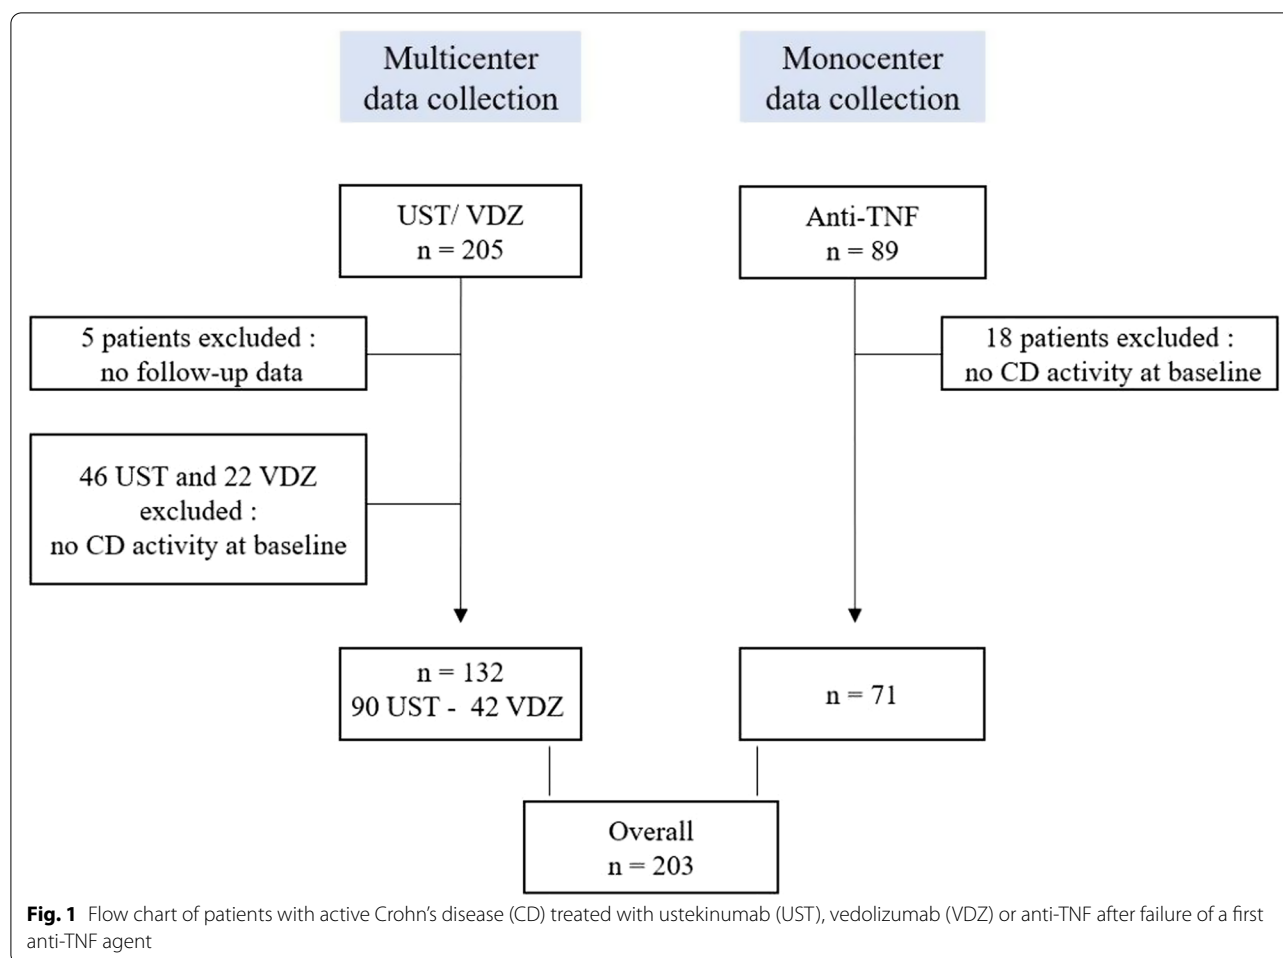 Multicenter
data collection
Monocenter
data collection
UST/ VDZ
n = 205
Anti-TNF
n = 89
5 patients excluded :
no follow-up data
18 patients excluded :
no CD activity at baseline
46 UST and 22 VDZ
excluded :
no CD activity at baseline
n = 132
90 UST - 42 VDZ
n = 71
Overall
n = 203
Fig. 1 Flow chart of patients with active Crohn's disease (CD) treated with ustekinumab (UST), vedolizumab (VDZ) or anti-TNF after failure of a first
anti-TNF agent